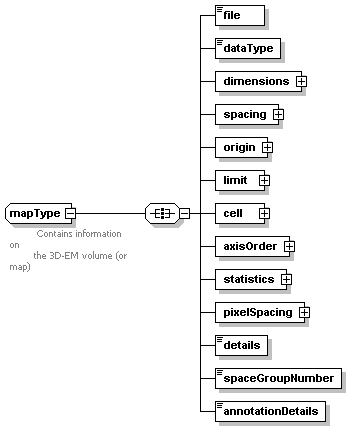 file
dataType
dimensions
spacing
origin
limit
mapType
cell
Contains information
on
the 3D-EM volume (or
map)
axisOrder
statistics
pixelSpacing
details
spaceGroupNumber
annotationDetails